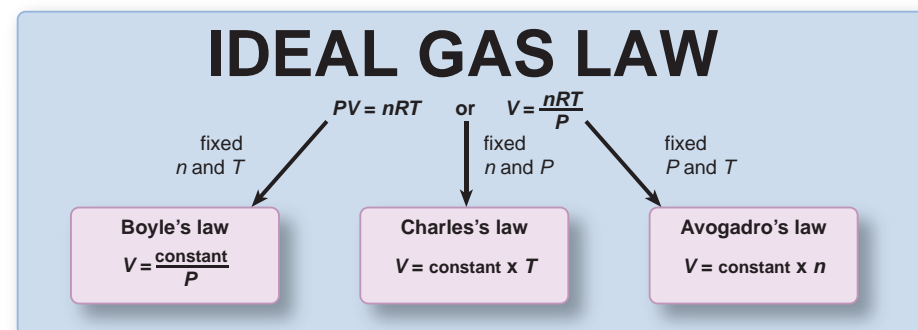 IDEAL GAS LAW
PV = nRT or V = nRT/P
fixed
n and T
fixed
n and P
fixed
P and T
Boyle's law
V = constant/P
Charles's law
V = constant x T
Avogadro's law
V = constant x n